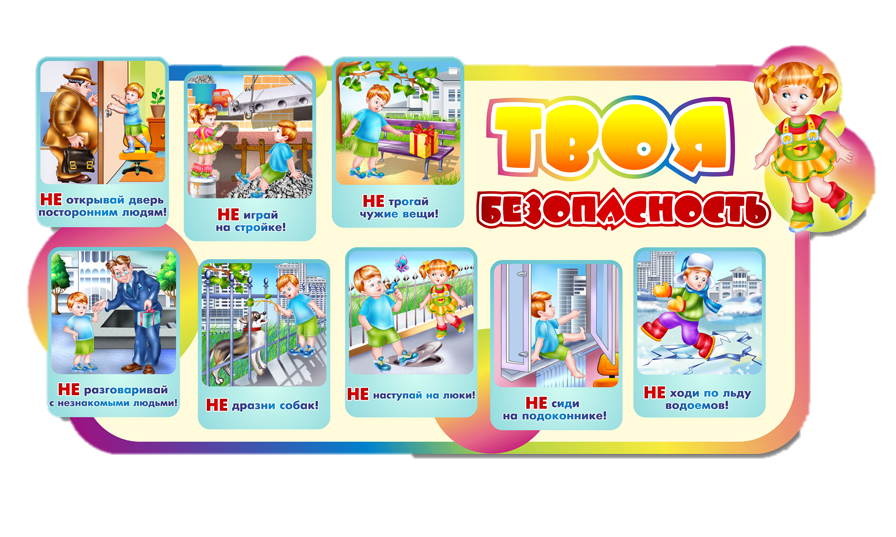 ТВОЯ
БЕЗОПАСНОСТЬ
НЕ открывай дверь
посторонним людям!
НЕ играй
на стройке!
НЕ трогай
чужие вещи!
НЕ разговаривай
с незнакомыми людьми!
НЕ дразни собак!
НЕ наступай на люки!
НЕ сиди
на подоконнике!
НЕ ходи по льду
водоемов!